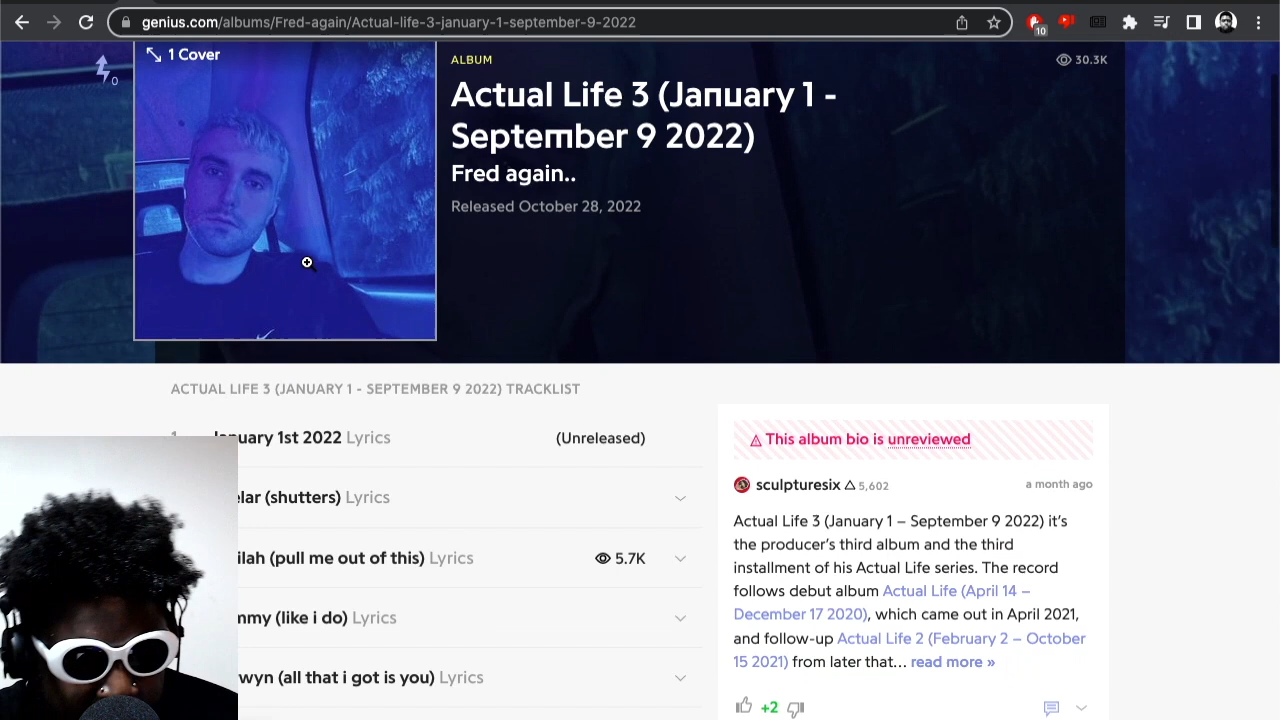 genius.com/albums/Fred-again/Actual-life-3-january-1-september-9-2022
10
0
1 Cover
ALBUM
30.3K
Actual Life 3 (January 1 -
September 9 2022)
Fred again..
Released October 28, 2022
ACTUAL LIFE 3 (JANUARY 1 - SEPTEMBER 9 2022) TRACKLIST
1 January 1st 2022 Lyrics (Unreleased)
elar (shutters) Lyrics
ilah (pull me out of this) Lyrics 5.7K
mmy (like i do) Lyrics
wyn (all that i got is you) Lyrics
This album bio is unreviewed
sculpturesix 5,602 a month ago
Actual Life 3 (January 1 – September 9 2022) it’s
the producer’s third album and the third
installment of his Actual Life series. The record
follows debut album Actual Life (April 14 –
December 17 2020), which came out in April 2021,
and follow-up Actual Life 2 (February 2 – October
15 2021) from later that... read more »
+2